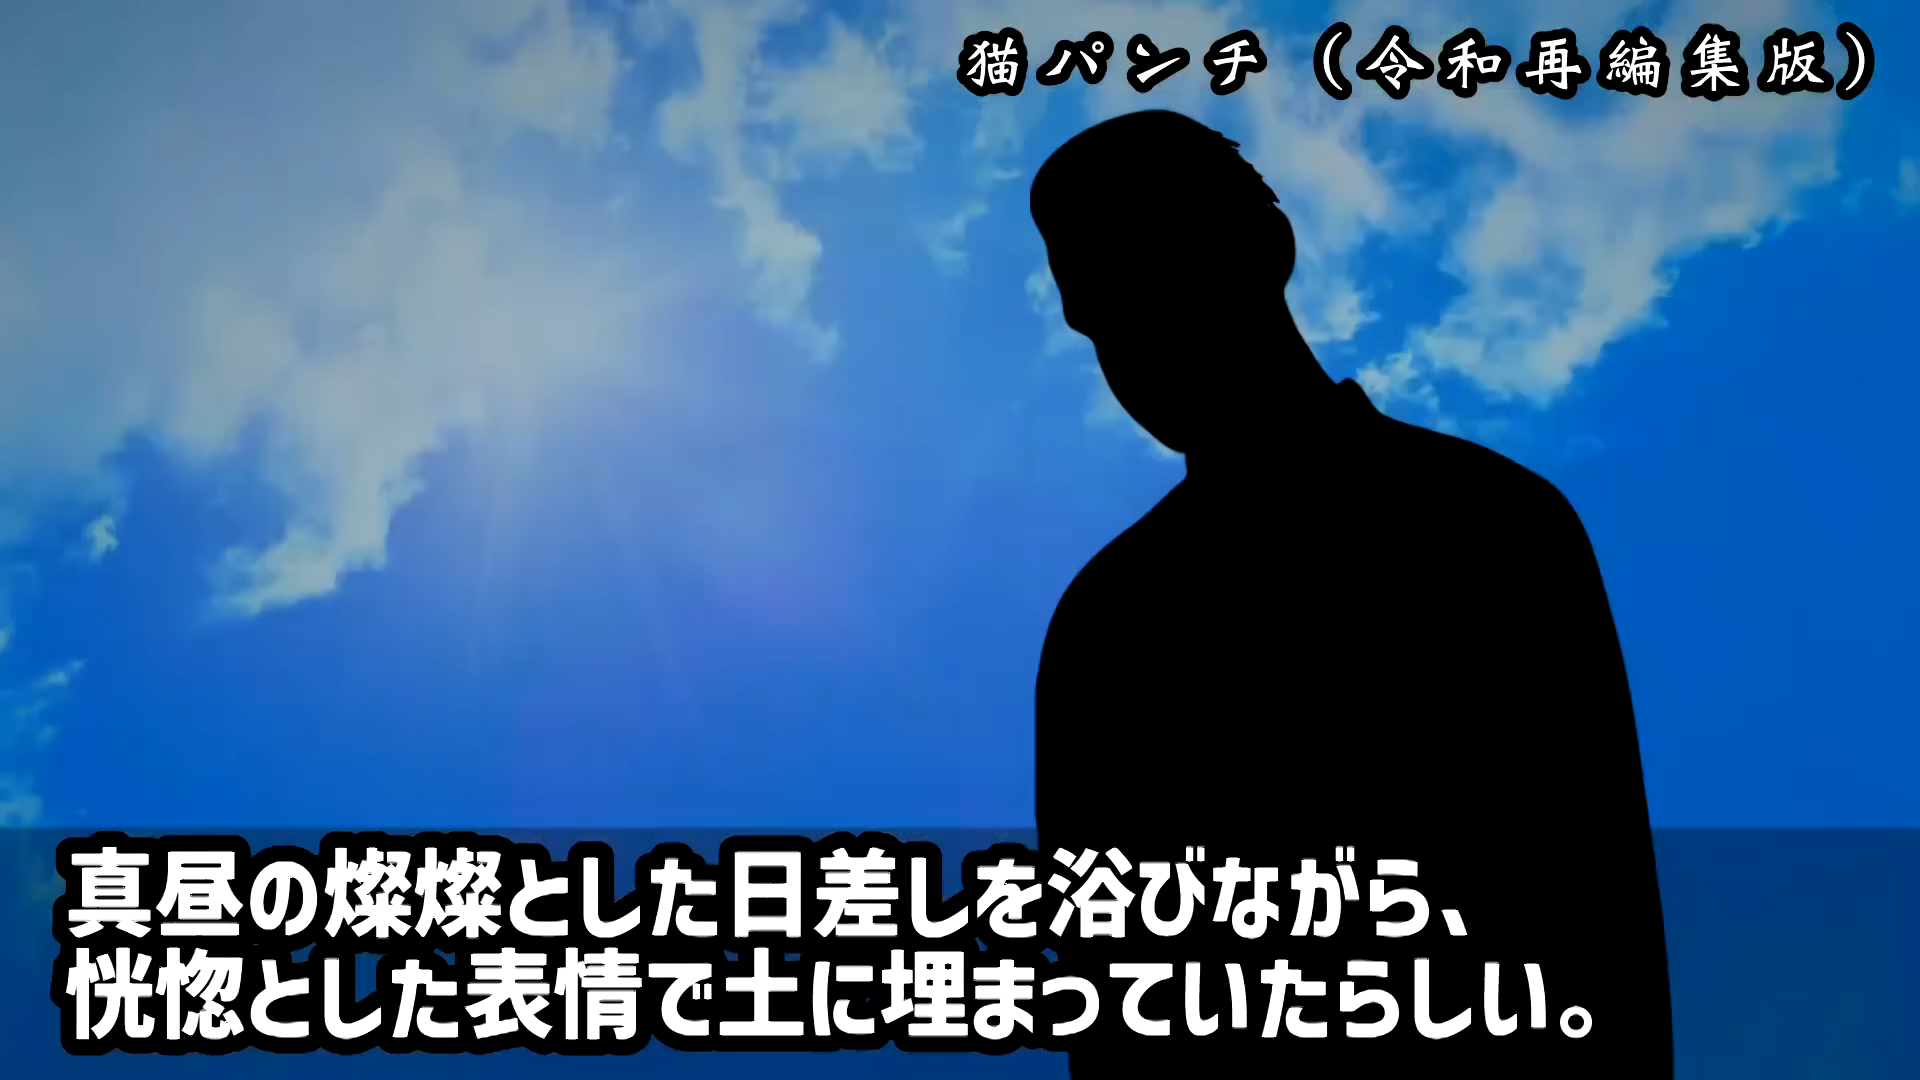 猫パンチ（令和再編集版）
真昼の燦燦とした日差しを浴びながら、
恍惚とした表情で土に埋まっていたらしい。